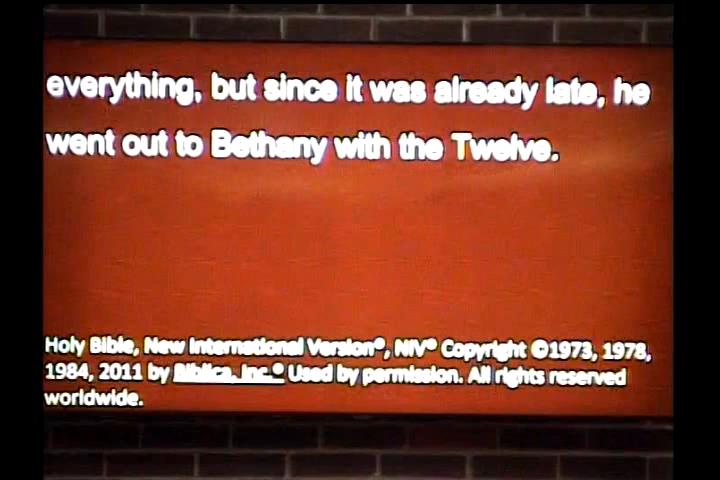 everything, but since it was already late, he
went out to Bethany with the Twelve.
Holy Bible, New International Version®, NIV® Copyright ©1973, 1978,
1984, 2011 by Biblica, Inc.® Used by permission. All rights reserved
worldwide.